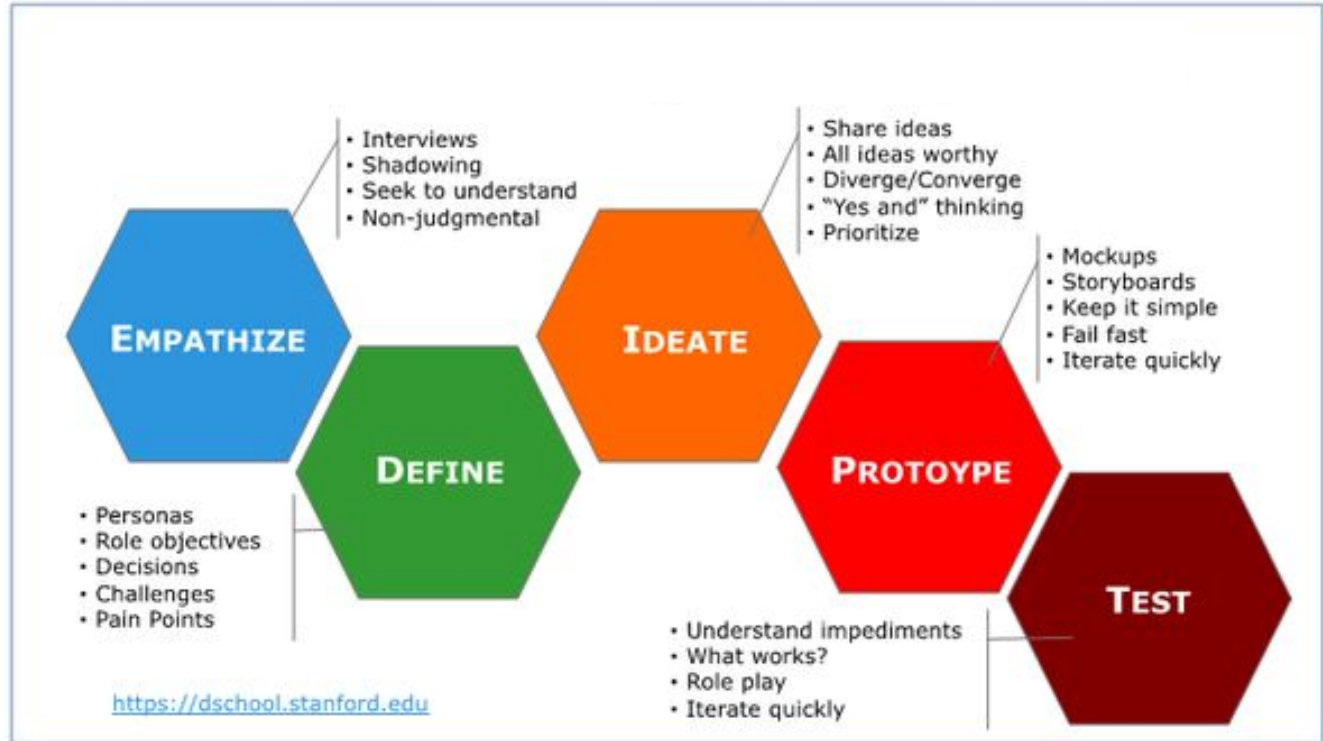 EMPATHIZE
• Interviews
• Shadowing
• Seek to understand
• Non-judgmental
DEFINE
• Personas
• Role objectives
• Decisions
• Challenges
• Pain Points
IDEATE
• Share ideas
• All ideas worthy
• Diverge/Converge
• “Yes and” thinking
• Prioritize
PROTOYPE
• Mockups
• Storyboards
• Keep it simple
• Fail fast
• Iterate quickly
TEST
• Understand impediments
• What works?
• Role play
• Iterate quickly
https://dschool.stanford.edu